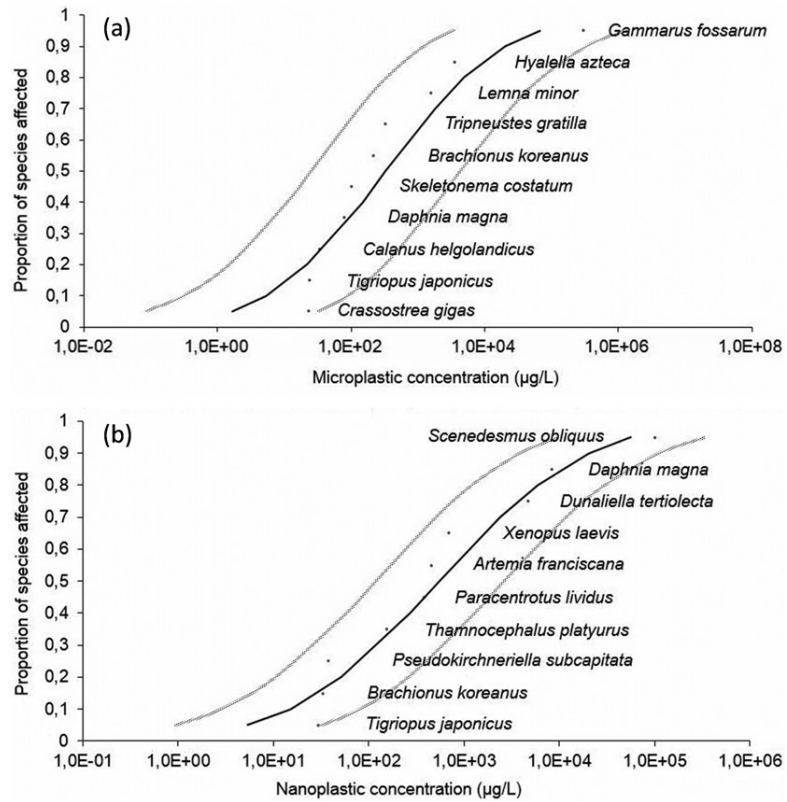 (a)
Proportion of species affected
1
0,9
0,8
0,7
0,6
0,5
0,4
0,3
0,2
0,1
0
Gammarus fossarum
Hyalella azteca
Lemna minor
Tripneustes gratilla
Brachionus koreanus
Skeletonema costatum
Daphnia magna
Calanus helgolandicus
Tigriopus japonicus
Crassostrea gigas
1,0E-02 1,0E+00 1,0E+02 1,0E+04 1,0E+06 1,0E+08
Microplastic concentration (µg/L)
(b)
Proportion of species affected
1
0,9
0,8
0,7
0,6
0,5
0,4
0,3
0,2
0,1
0
Scenedesmus obliquus
Daphnia magna
Dunaliella tertiolecta
Xenopus laevis
Artemia franciscana
Paracentrotus lividus
Thamnocephalus platyurus
Pseudokirchneriella subcapitata
Brachionus koreanus
Tigriopus japonicus
1,0E-01 1,0E+00 1,0E+01 1,0E+02 1,0E+03 1,0E+04 1,0E+05 1,0E+06
Nanoplastic concentration (µg/L)